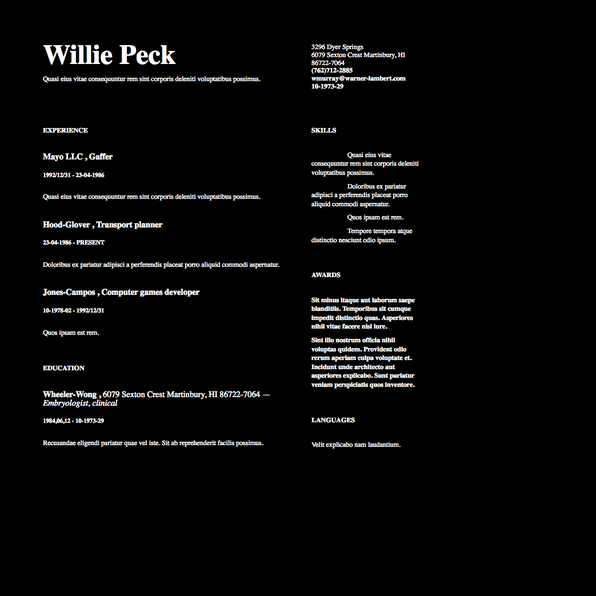 Willie Peck
Quasi eius vitae consequuntur rem sint corporis deleniti voluptatibus possimus.
3296 Dyer Springs
6079 Sexton Crest Martinbury, HI
86722-7064
(762)712-2885
wmurray@warner-lambert.com
10-1973-29
EXPERIENCE
Mayo LLC , Gaffer
1992/12/31 - 23-04-1986
Quasi eius vitae consequuntur rem sint corporis deleniti voluptatibus possimus.
Hood-Glover , Transport planner
23-04-1986 - PRESENT
Doloribus ex pariatur adipisci a perferendis placeat porro aliquid commodi aspernatur.
Jones-Campos , Computer games developer
10-1978-02 - 1992/12/31
Quos ipsam est rem.
EDUCATION
Wheeler-Wong , 6079 Sexton Crest Martinbury, HI 86722-7064 —
Embryologist, clinical
1984,06,12 - 10-1973-29
Recusandae eligendi pariatur quae vel iste. Sit ab reprehenderit facilis possimus.
SKILLS
Quasi eius vitae
consequuntur rem sint corporis deleniti
voluptatibus possimus.
Doloribus ex pariatur
adipisci a perferendis placeat porro
aliquid commodi aspernatur.
Quos ipsam est rem.
Tempore tempora atque
distinctio nesciunt odio ipsum.
AWARDS
Sit minus itaque aut laborum saepe
blanditiis. Temporibus sit cumque
impedit distinctio quas. Asperiores
nihil vitae facere nisi iure.
Sint illo nostrum officia nihil
voluptas quidem. Provident odio
rerum aperiam culpa voluptate et.
Incidunt unde architecto aut
asperiores explicabo. Sunt pariatur
veniam perspiciatis quos inventore.
LANGUAGES
Velit explicabo nam laudantium.